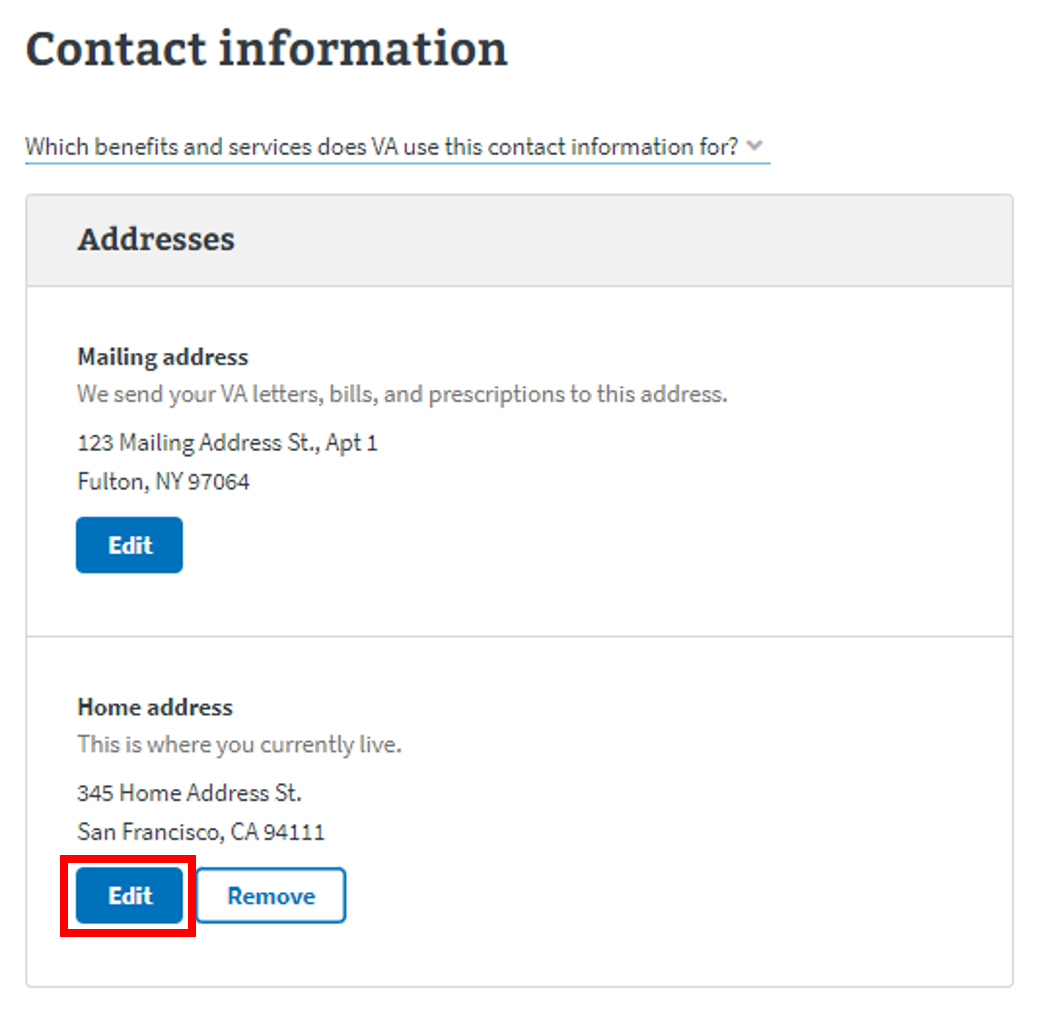 Contact information
Which benefits and services does VA use this contact information for?
Addresses
Mailing address
We send your VA letters, bills, and prescriptions to this address.
123 Mailing Address St., Apt 1
Fulton, NY 97064
Edit
Home address
This is where you currently live.
345 Home Address St.
San Francisco, CA 94111
Edit Remove